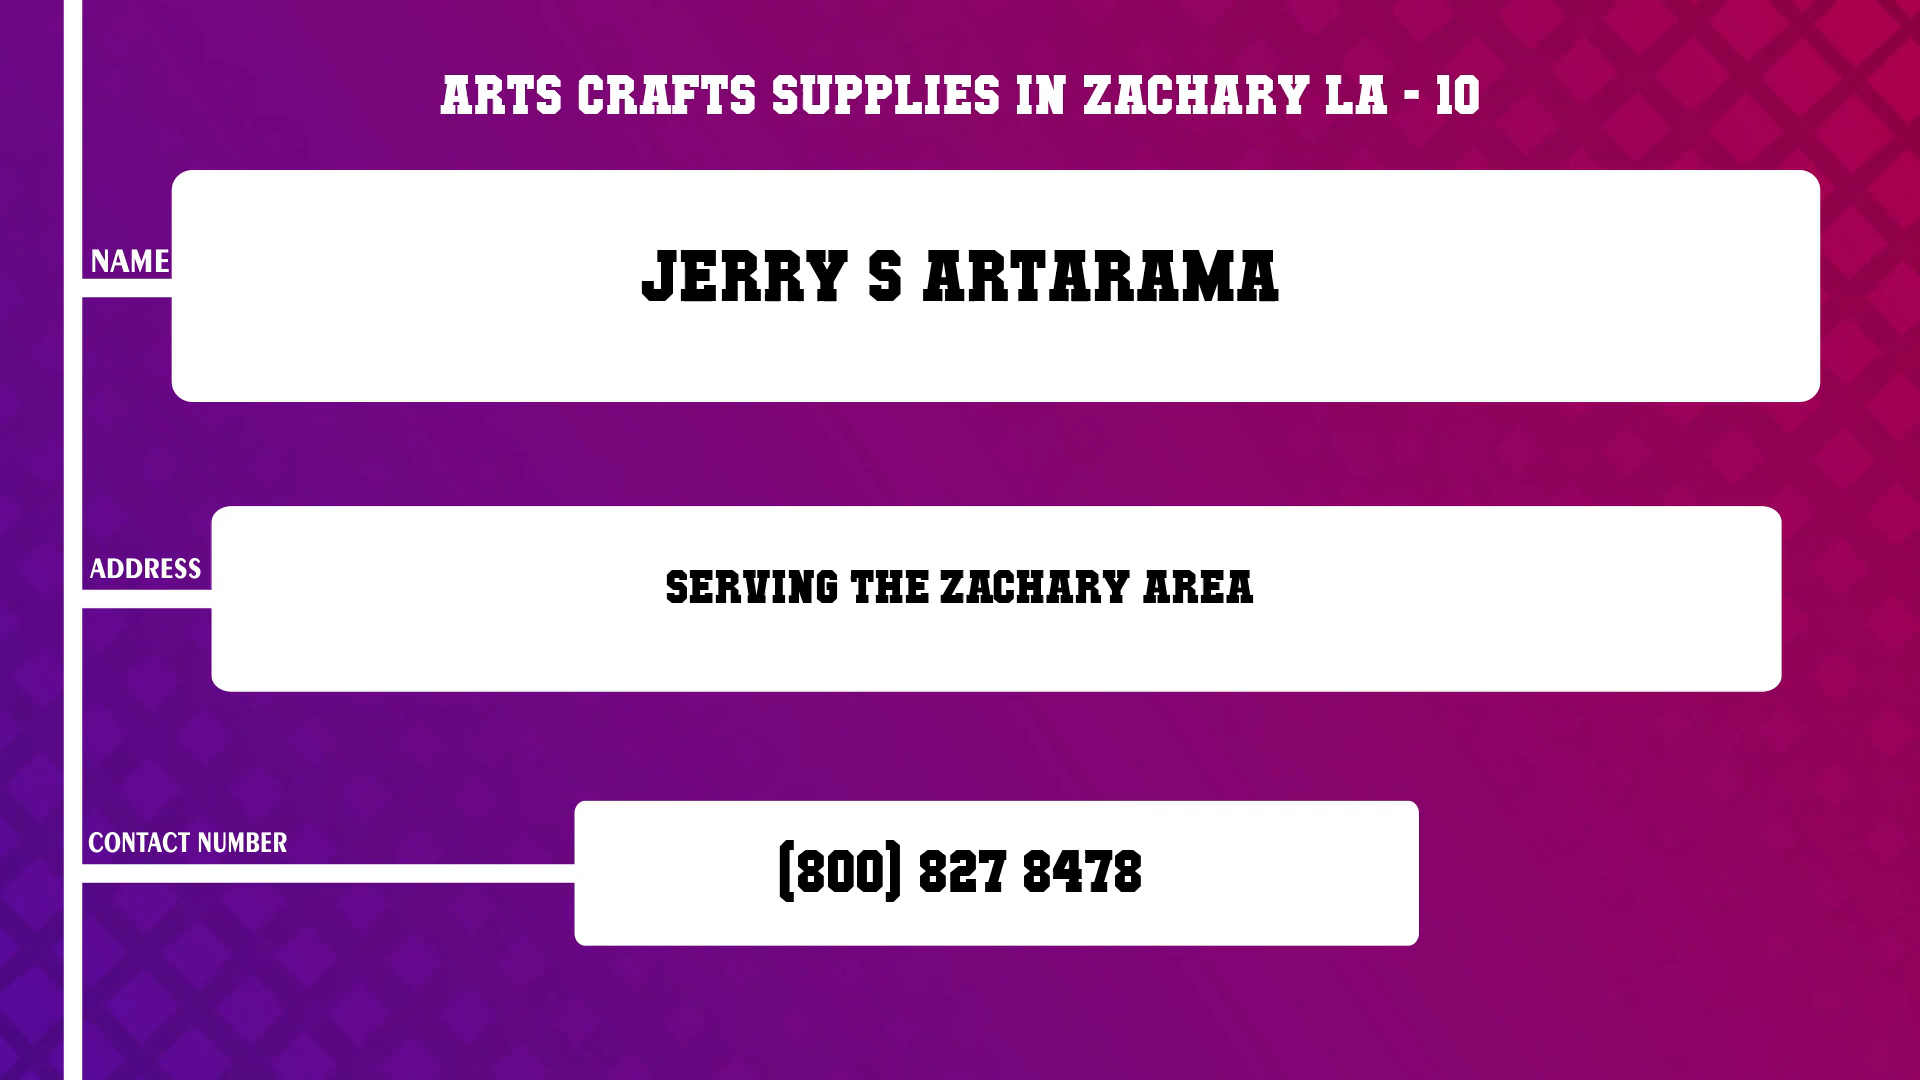 ARTS CRAFTS SUPPLIES IN ZACHARY LA - 10
NAME
JERRY S ARTARAMA
ADDRESS
SERVING THE ZACHARY AREA
CONTACT NUMBER
(800) 827 8478